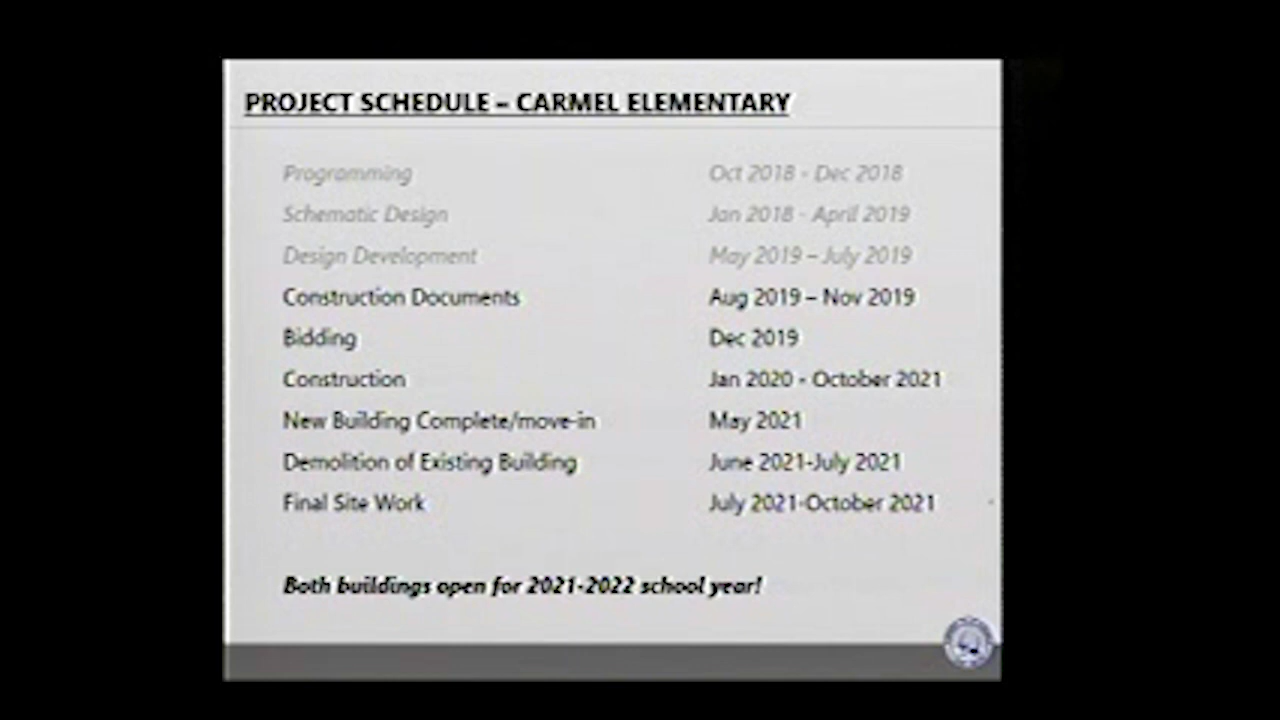 PROJECT SCHEDULE – CARMEL ELEMENTARY
Programming Oct 2018 - Dec 2018
Schematic Design Jan 2018 - April 2019
Design Development May 2019 – July 2019
Construction Documents Aug 2019 – Nov 2019
Bidding Dec 2019
Construction Jan 2020 - October 2021
New Building Complete/move-in May 2021
Demolition of Existing Building June 2021-July 2021
Final Site Work July 2021-October 2021
Both buildings open for 2021-2022 school year!